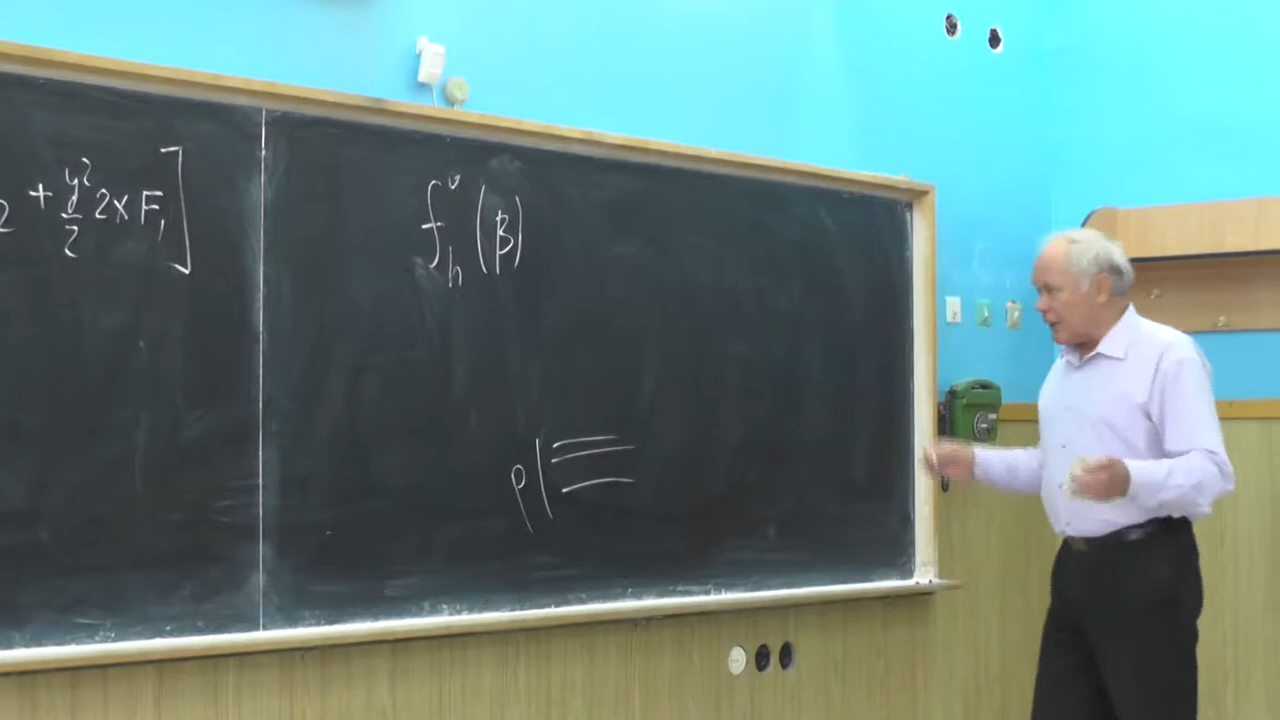 2 + y²/2 2x F₁ ]
f_h^v (β)
p |